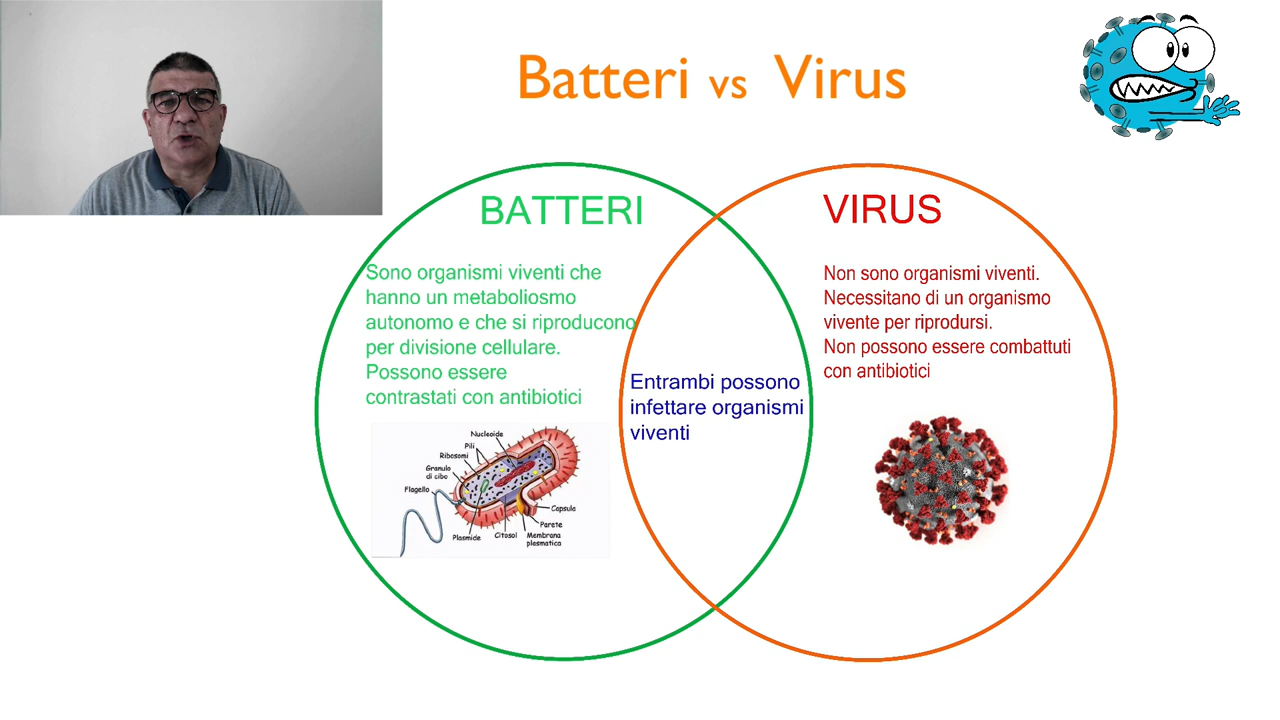 Batteri vs Virus
BATTERI
Sono organismi viventi che
hanno un metaboliosmo
autonomo e che si riproducono
per divisione cellulare.
Possono essere
contrastati con antibiotici
Nucleoide
Pili
Ribosomi
Granulo
di cibo
Flagello
Plasmide
Citosol
Membrana
plasmatica
Parete
Capsule
Entrambi possono
infettare organismi
viventi
VIRUS
Non sono organismi viventi.
Necessitano di un organismo
vivente per riprodursi.
Non possono essere combattuti
con antibiotici